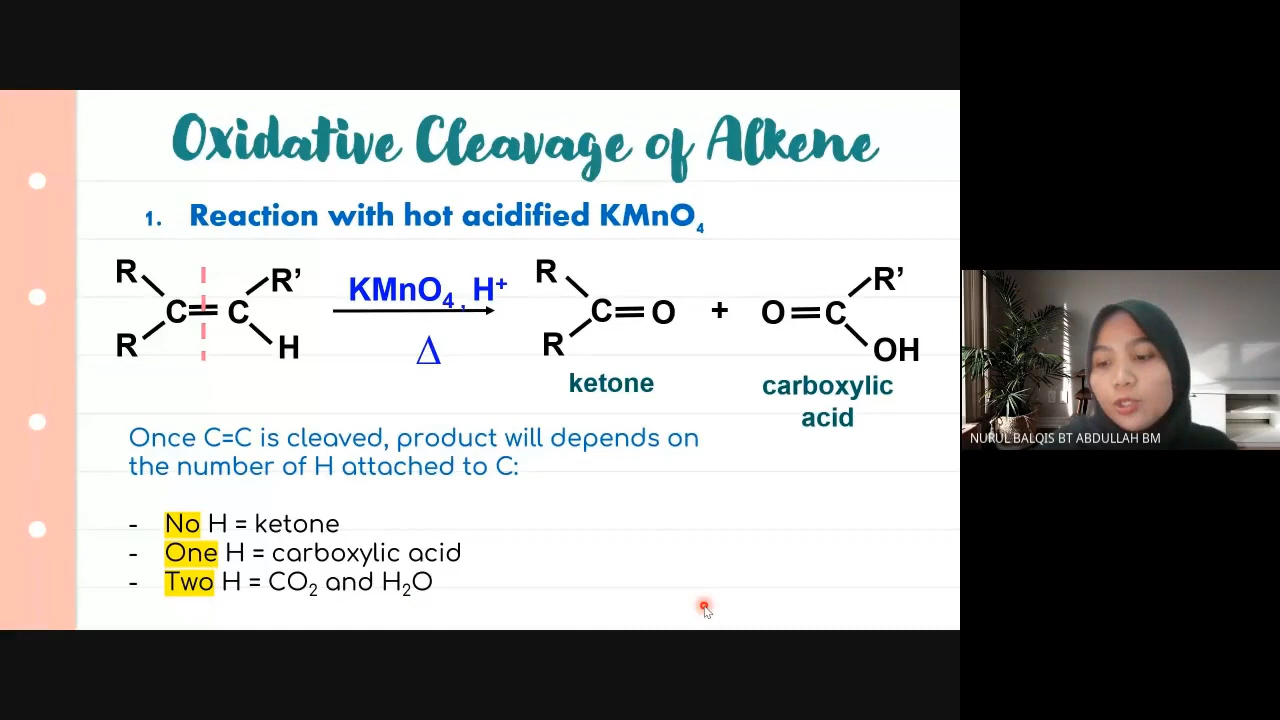 Oxidative Cleavage of Alkene
1. Reaction with hot acidified KMnO₄
R R'
C=C
R H
KMnO₄, H⁺
Δ
R
C=O
R
ketone
+
R'
O=C
OH
carboxylic
acid
Once C=C is cleaved, product will depends on
the number of H attached to C:
- No H = ketone
- One H = carboxylic acid
- Two H = CO₂ and H₂O
NURUL BALQIS BT ABDULLAH BM